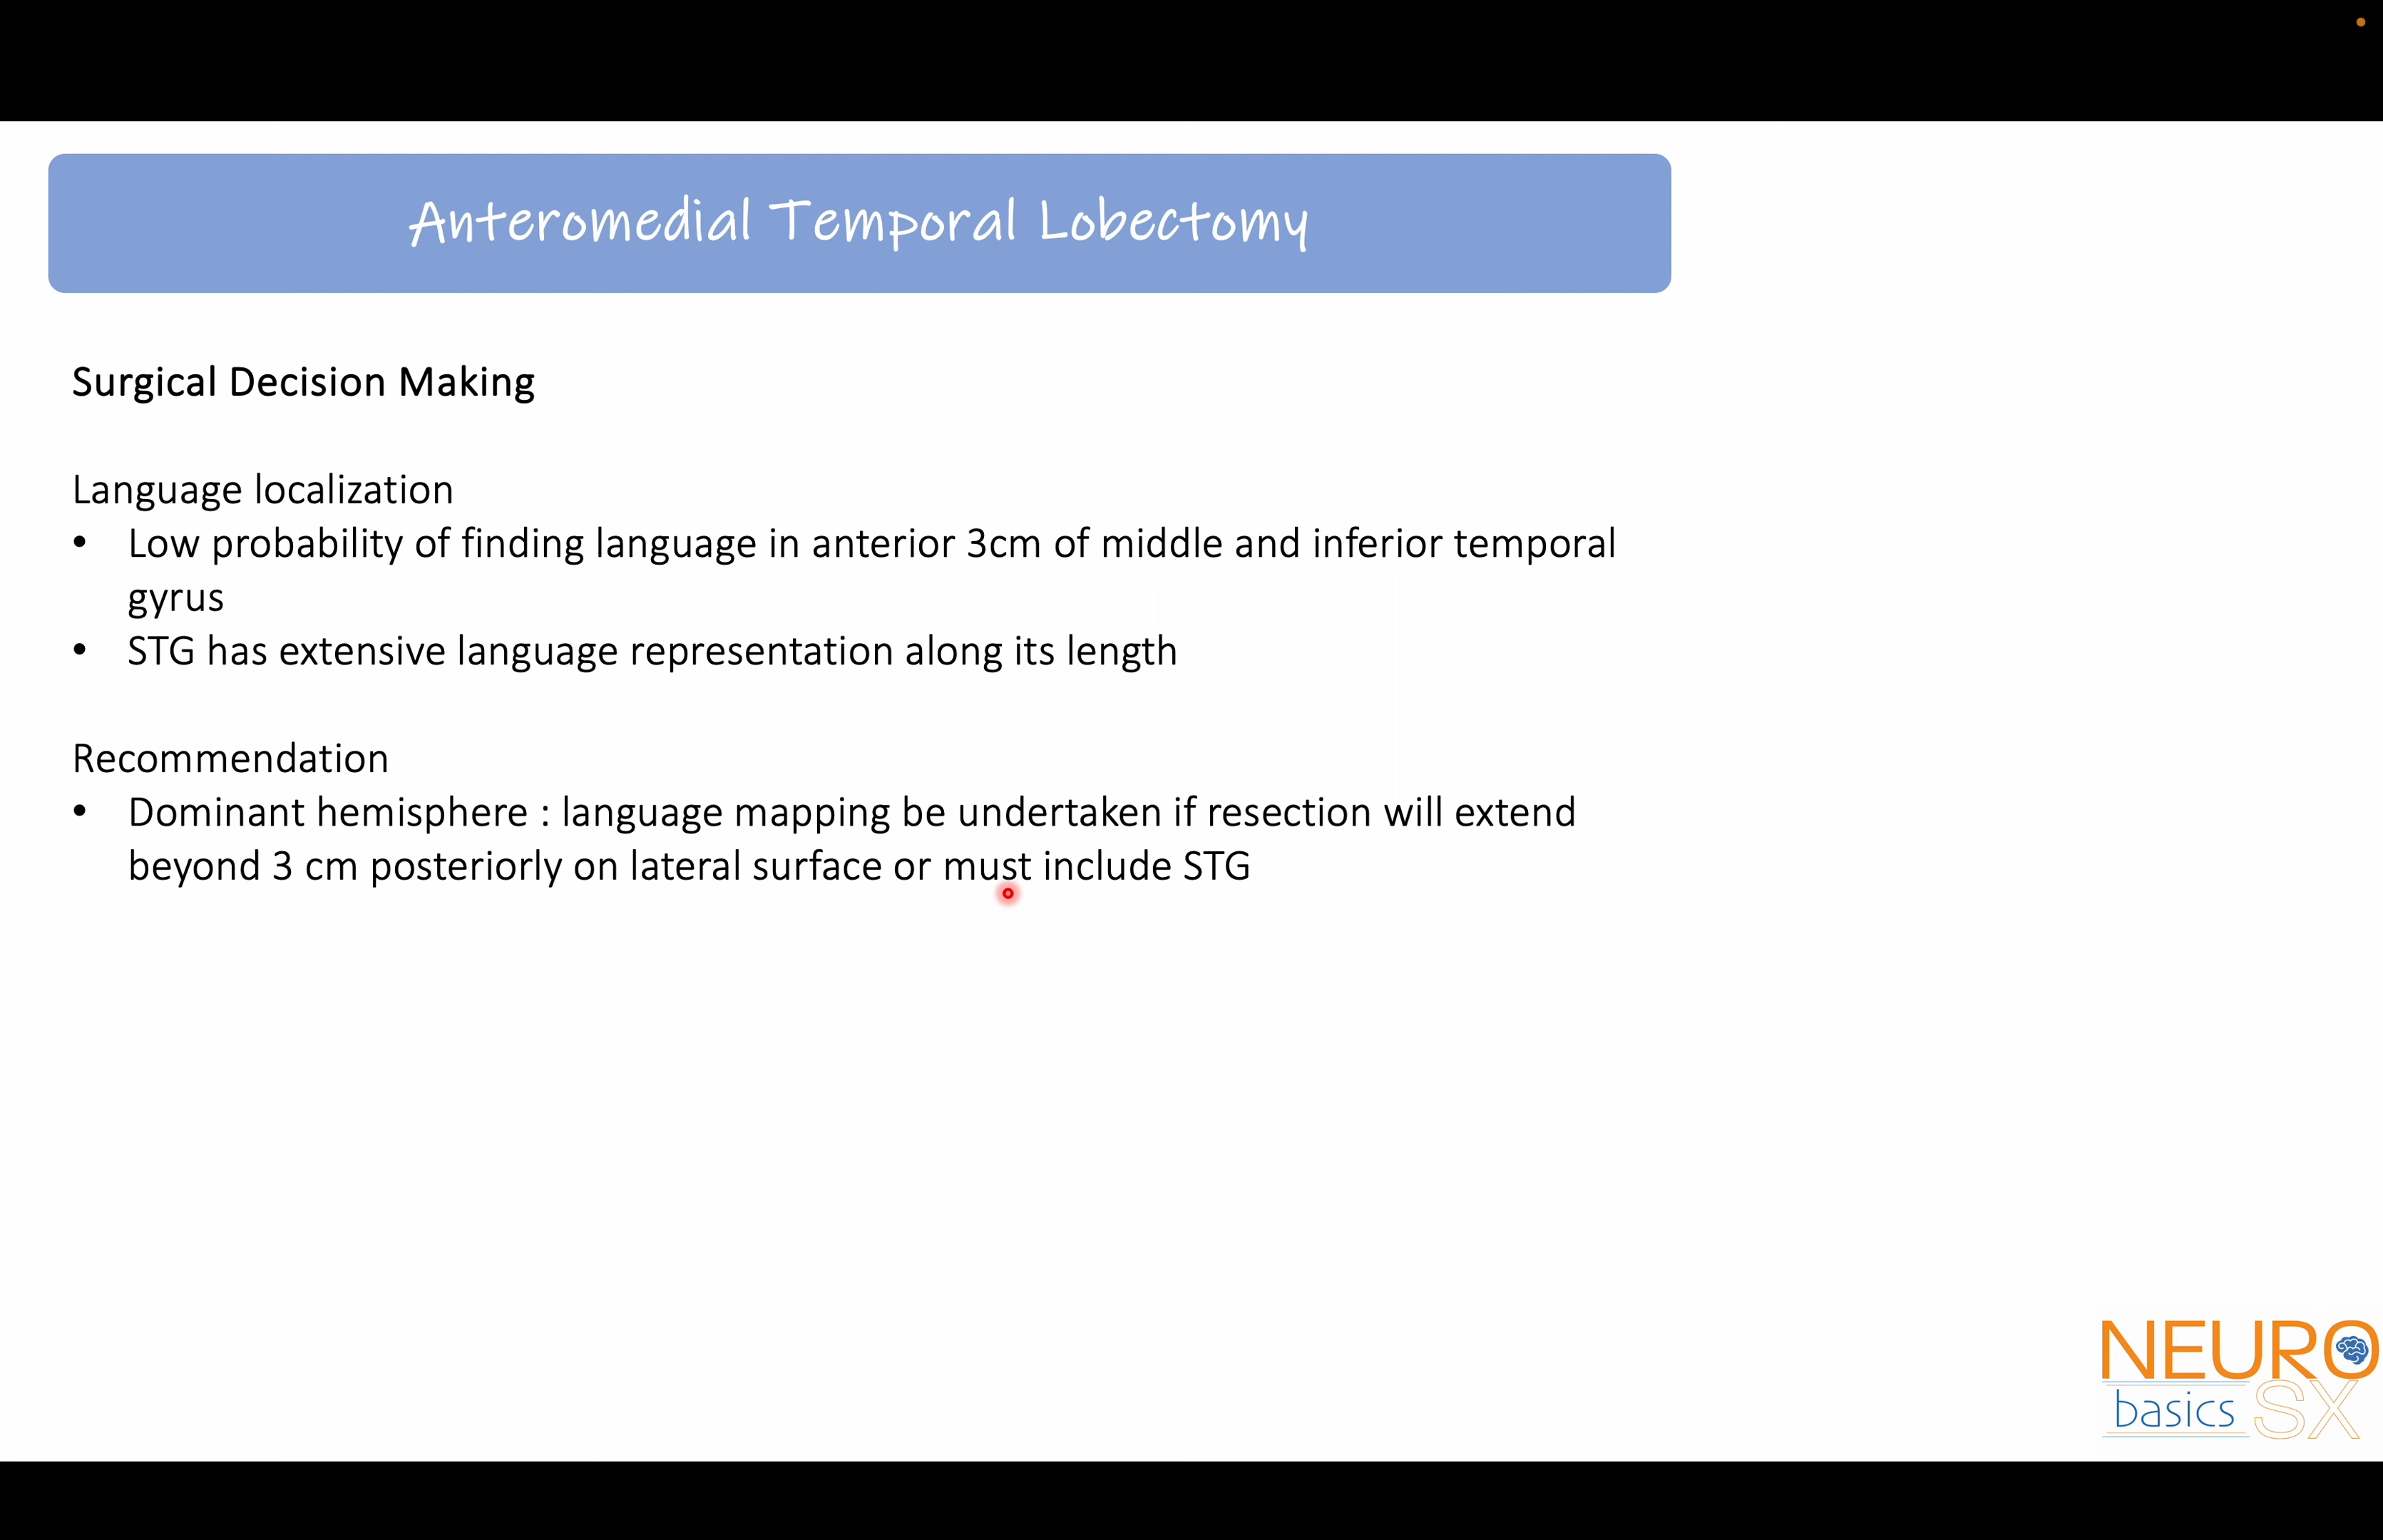 Anteromedial Temporal Lobectomy
Surgical Decision Making
Language localization
• Low probability of finding language in anterior 3cm of middle and inferior temporal
gyrus
• STG has extensive language representation along its length
Recommendation
• Dominant hemisphere : language mapping be undertaken if resection will extend
beyond 3 cm posteriorly on lateral surface or must include STG
NEURO
basics SX